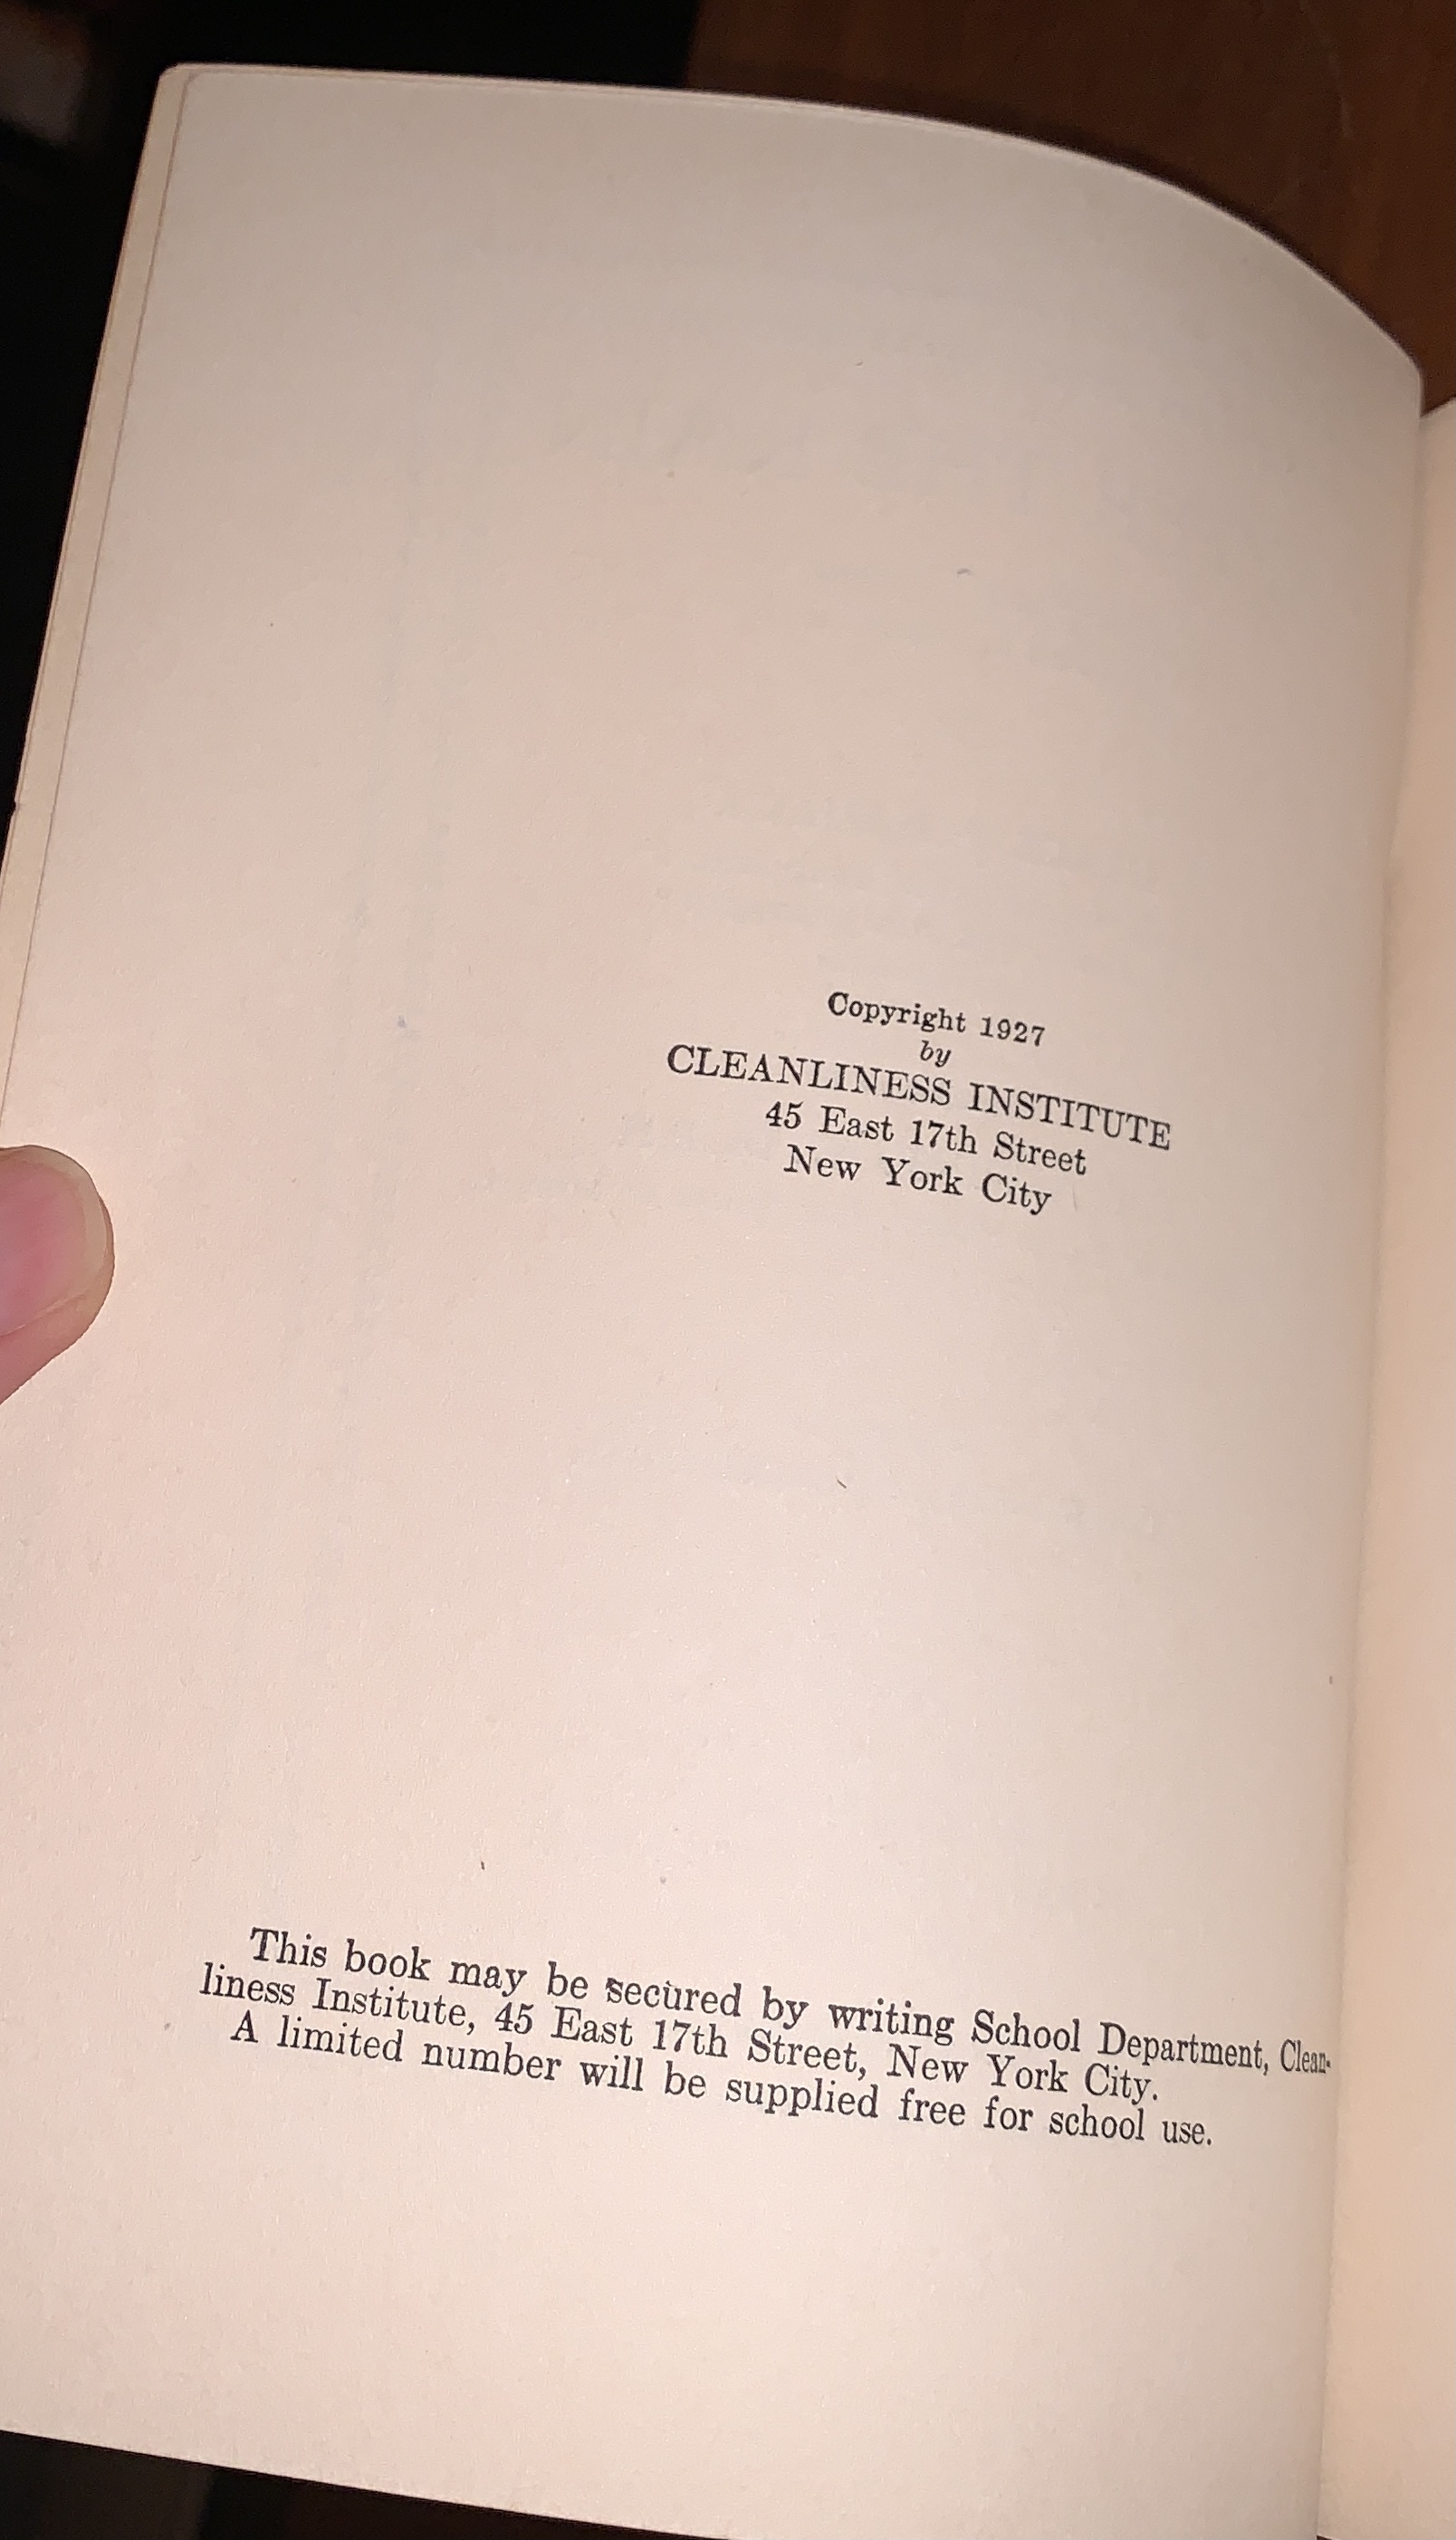 Copyright 1927
by
CLEANLINESS INSTITUTE
45 East 17th Street
New York City
This book may be secured by writing School Department, Clean-
liness Institute, 45 East 17th Street, New York City.
A limited number will be supplied free for school use.